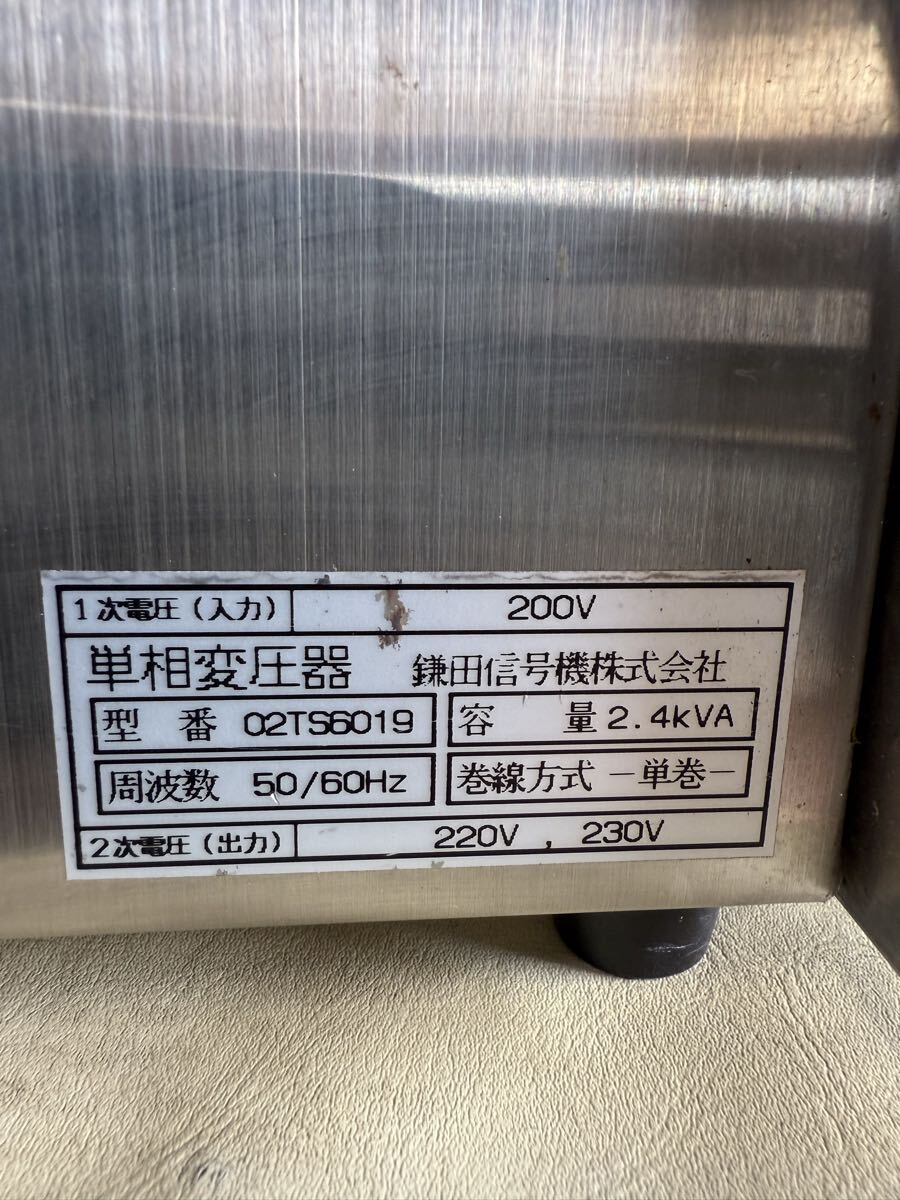 1次電圧(入力) 200V
単相変圧器 鎌田信号機株式会社
型番 02TS6019 容量 2.4kVA
周波数 50/60Hz 巻線方式 -単巻-
2次電圧(出力) 220V , 230V